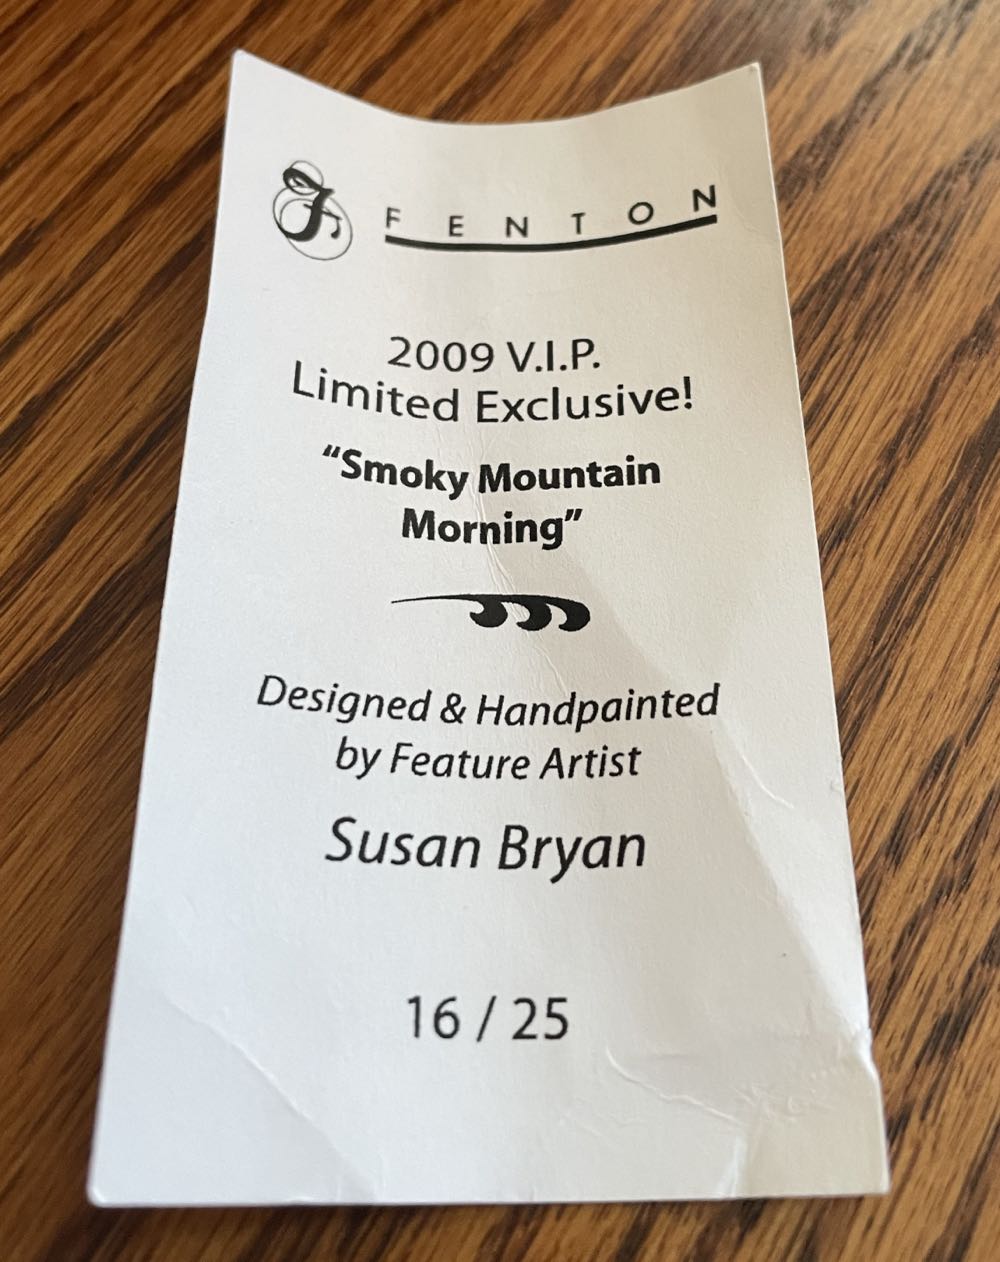 F FENTON
2009 V.I.P.
Limited Exclusive!
“Smoky Mountain
Morning”
Designed & Handpainted
by Feature Artist
Susan Bryan
16 / 25